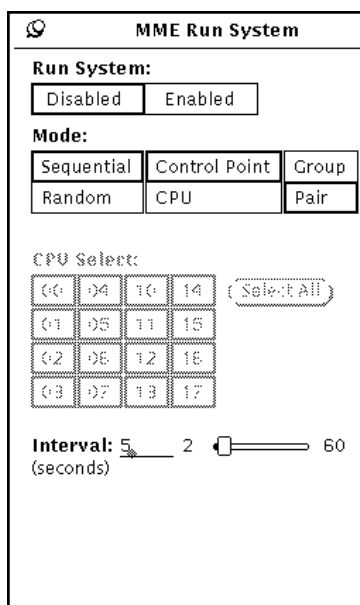 MME Run System
Run System:
Disabled Enabled
Mode:
Sequential Control Point Group
Random CPU Pair
CPU Select:
00 04 10 14 Select All
01 05 11 15
02 06 12 16
03 07 13 17
Interval: 5 2 60
(seconds)